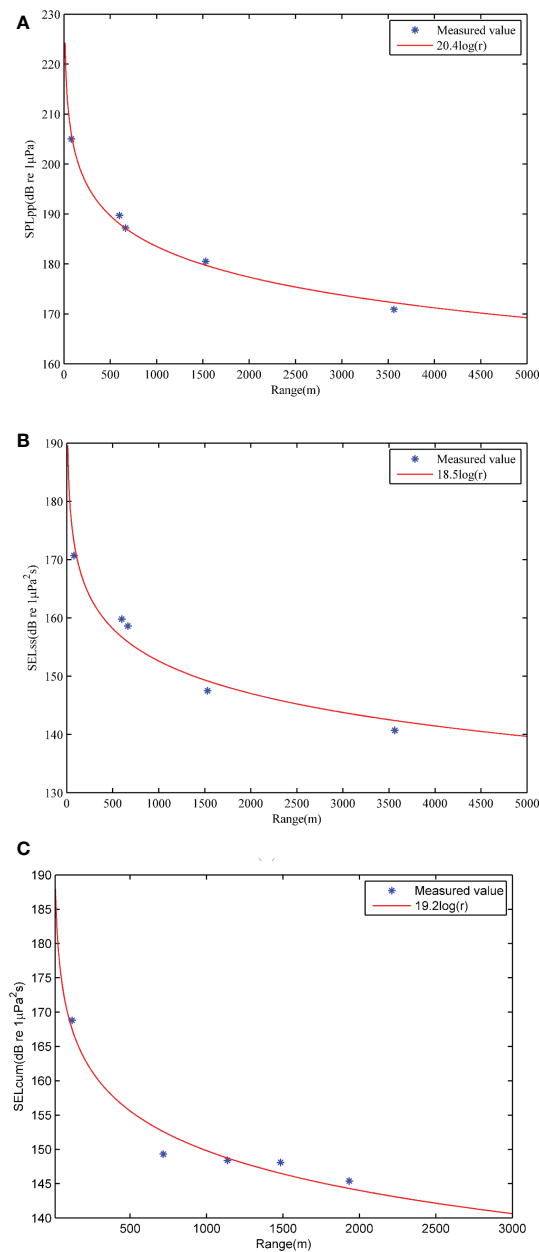 A
230
220
210
200
190
180
170
160
SPLpp(dB re 1μPa)
Measured value
20.4log(r)
0 500 1000 1500 2000 2500 3000 3500 4000 4500 5000
Range(m)
B
190
180
170
160
150
140
130
SELss(dB re 1μPa²s)
Measured value
18.5log(r)
0 500 1000 1500 2000 2500 3000 3500 4000 4500 5000
Range(m)
C
190
185
180
175
170
165
160
155
150
145
140
SELcum(dB re 1μPa²s)
Measured value
19.2log(r)
500 1000 1500 2000 2500 3000
Range(m)